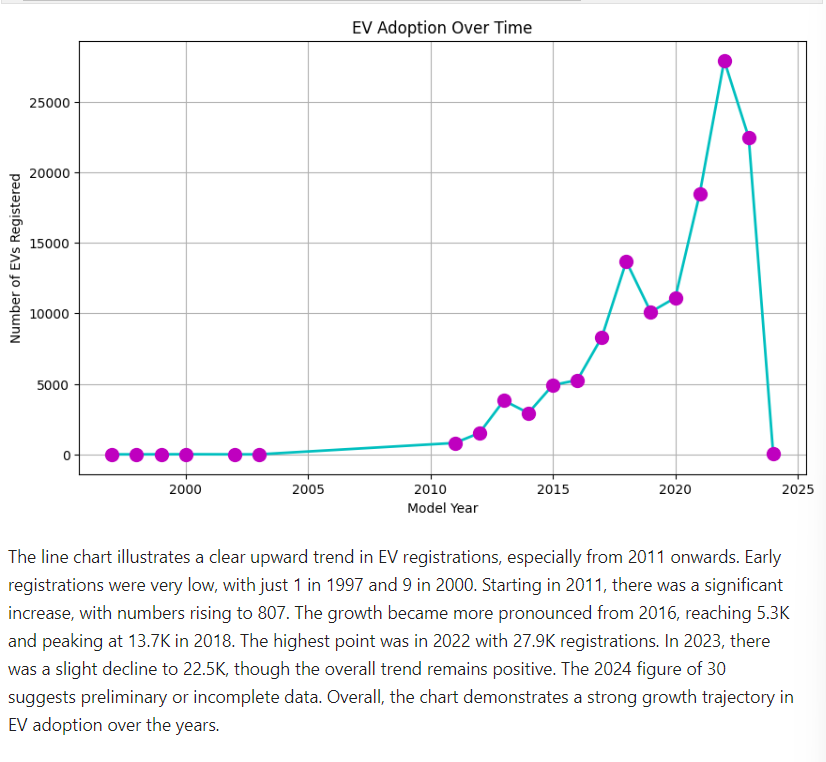 EV Adoption Over Time
Number of EVs Registered
25000
20000
15000
10000
5000
0
2000 2005 2010 2015 2020 2025
Model Year
The line chart illustrates a clear upward trend in EV registrations, especially from 2011 onwards. Early
registrations were very low, with just 1 in 1997 and 9 in 2000. Starting in 2011, there was a significant
increase, with numbers rising to 807. The growth became more pronounced from 2016, reaching 5.3K
and peaking at 13.7K in 2018. The highest point was in 2022 with 27.9K registrations. In 2023, there
was a slight decline to 22.5K, though the overall trend remains positive. The 2024 figure of 30
suggests preliminary or incomplete data. Overall, the chart demonstrates a strong growth trajectory in
EV adoption over the years.